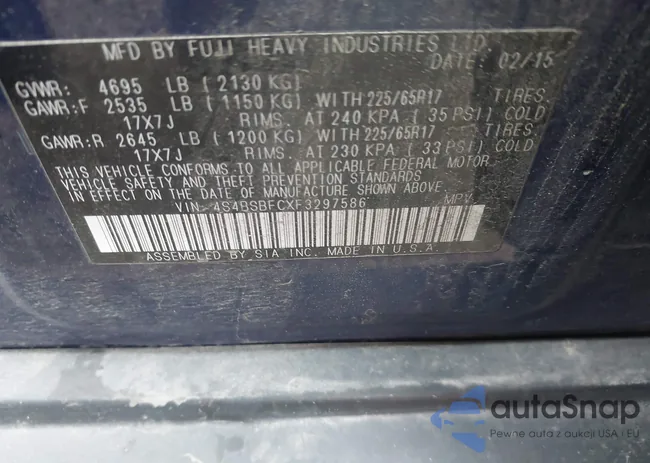 MFD BY FUJI HEAVY INDUSTRIES LTD.
DATE: 02/15
GVWR: 4695 LB ( 2130 KG)
GAWR:F 2535 LB ( 1150 KG) WITH 225/65R17 TIRES.
17X7J RIMS. AT 240 KPA ( 35 PSI) COLD
GAWR:R 2645 LB ( 1200 KG) WITH 225/65R17 TIRES.
17X7J RIMS. AT 230 KPA ( 33 PSI) COLD
THIS VEHICLE CONFORMS TO ALL APPLICABLE FEDERAL MOTOR
VEHICLE SAFETY AND THEFT PREVENTION STANDARDS
IN EFFECT ON THE DATE OF MANUFACTURE SHOWN ABOVE.
VIN: 4S4BSBFCXF3297586 MPV
ASSEMBLED BY SIA INC. MADE IN U.S.A
autaSnap
Pewne auta z aukcji USA i EU